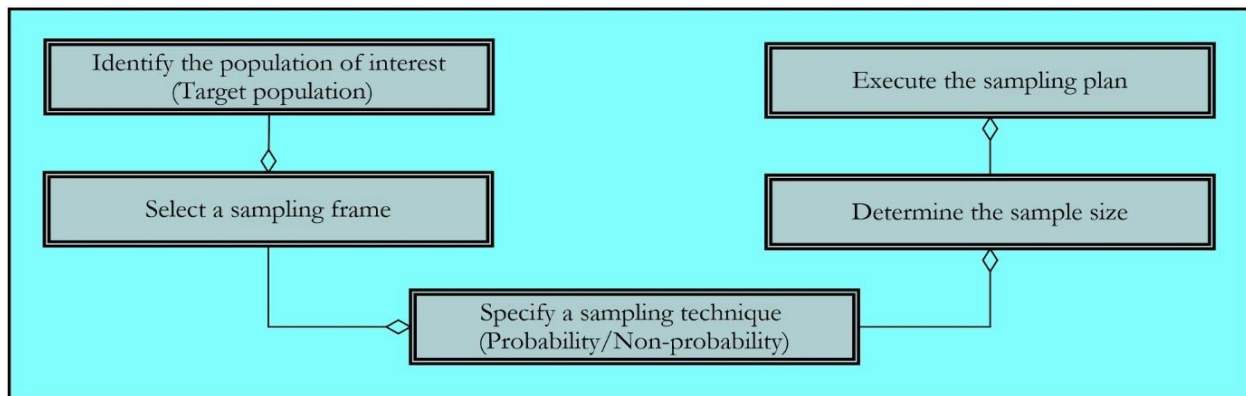 Identify the population of interest
(Target population)
Select a sampling frame
Specify a sampling technique
(Probability/Non-probability)
Determine the sample size
Execute the sampling plan